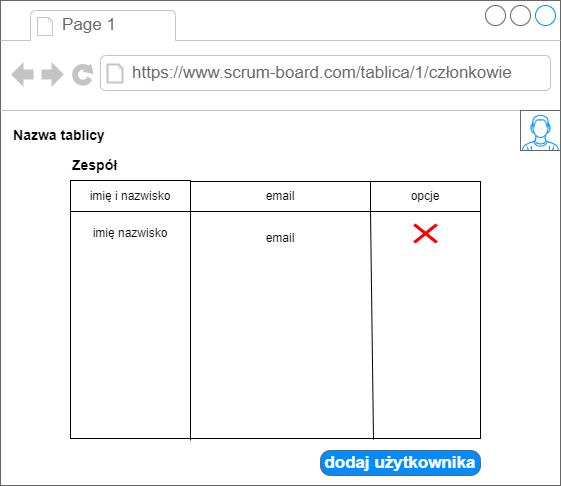 Page 1
https://www.scrum-board.com/tablica/1/członkowie
Nazwa tablicy
Zespół
imię i nazwisko email opcje
imię nazwisko email
dodaj użytkownika